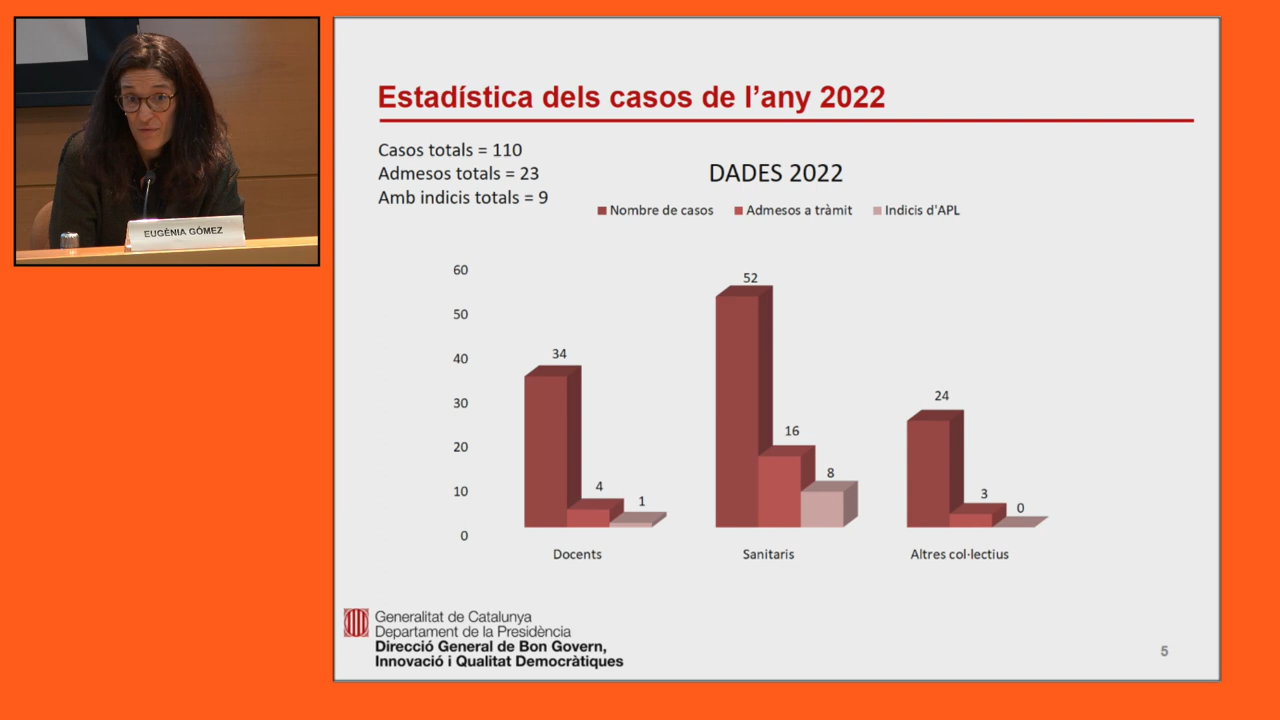 EUGÈNIA GÓMEZ
Estadística dels casos de l’any 2022
Casos totals = 110
Admesos totals = 23
Amb indicis totals = 9
DADES 2022
Nombre de casos Admesos a tràmit Indicis d'APL
60
50
40
30
20
10
0
34
4
1
52
16
8
24
3
0
Docents Sanitaris Altres col·lectius
Generalitat de Catalunya
Departament de la Presidència
Direcció General de Bon Govern,
Innovació i Qualitat Democràtiques
5